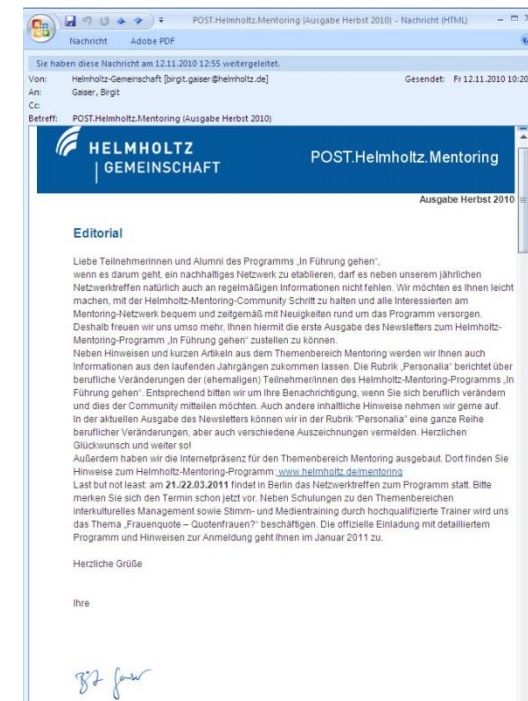 POST.Helmholtz.Mentoring (Ausgabe Herbst 2010) - Nachricht (HTML)
Nachricht Adobe PDF
Sie haben diese Nachricht am 12.11.2010 12:55 weitergeleitet.
Von: Helmholtz-Gemeinschaft [birgit.gaiser@helmholtz.de] Gesendet: Fr 12.11.2010 10:20
An: Gaiser, Birgit
Cc:
Betreff: POST.Helmholtz.Mentoring (Ausgabe Herbst 2010)
HELMHOLTZ
| GEMEINSCHAFT
POST.Helmholtz.Mentoring
Ausgabe Herbst 2010
Editorial
Liebe Teilnehmerinnen und Alumni des Programms „In Führung gehen“,
wenn es darum geht, ein nachhaltiges Netzwerk zu etablieren, darf es neben unserem jährlichen
Netzwerktreffen natürlich auch an regelmäßigen Informationen nicht fehlen. Wir möchten es Ihnen leicht
machen, mit der Helmholtz-Mentoring-Community Schritt zu halten und alle Interessierten am
Mentoring-Netzwerk bequem und zeitgemäß mit Neuigkeiten rund um das Programm versorgen.
Deshalb freuen wir uns umso mehr, Ihnen hiermit die erste Ausgabe des Newsletters zum Helmholtz-
Mentoring-Programm „In Führung gehen“ zustellen zu können.
Neben Hinweisen und kurzen Artikeln aus dem Themenbereich Mentoring werden wir Ihnen auch
Informationen aus den laufenden Jahrgängen zukommen lassen. Die Rubrik „Personalia“ berichtet über
berufliche Veränderungen der (ehemaligen) Teilnehmer/innen des Helmholtz-Mentoring-Programms „In
Führung gehen“. Entsprechend bitten wir um Ihre Benachrichtigung, wenn Sie sich beruflich verändern
und dies der Community mitteilen möchten. Auch andere inhaltliche Hinweise nehmen wir gerne auf.
In der aktuellen Ausgabe des Newsletters können wir in der Rubrik "Personalia" eine ganze Reihe
beruflicher Veränderungen, aber auch verschiedene Auszeichnungen vermelden. Herzlichen
Glückwunsch und weiter so!
Außerdem haben wir die Internetpräsenz für den Themenbereich Mentoring ausgebaut. Dort finden Sie
Hinweise zum Helmholtz-Mentoring-Programm: www.helmholtz.de/mentoring
Last but not least: am 21./22.03.2011 findet in Berlin das Netzwerktreffen zum Programm statt. Bitte
merken Sie sich den Termin schon jetzt vor. Neben Schulungen zu den Themenbereichen
interkulturelles Management sowie Stimm- und Medientraining durch hochqualifizierte Trainer wird uns
das Thema „Frauenquote – Quotenfrauen?“ beschäftigen. Die offizielle Einladung mit detailliertem
Programm und Hinweisen zur Anmeldung geht Ihnen im Januar 2011 zu.
Herzliche Grüße
Ihre